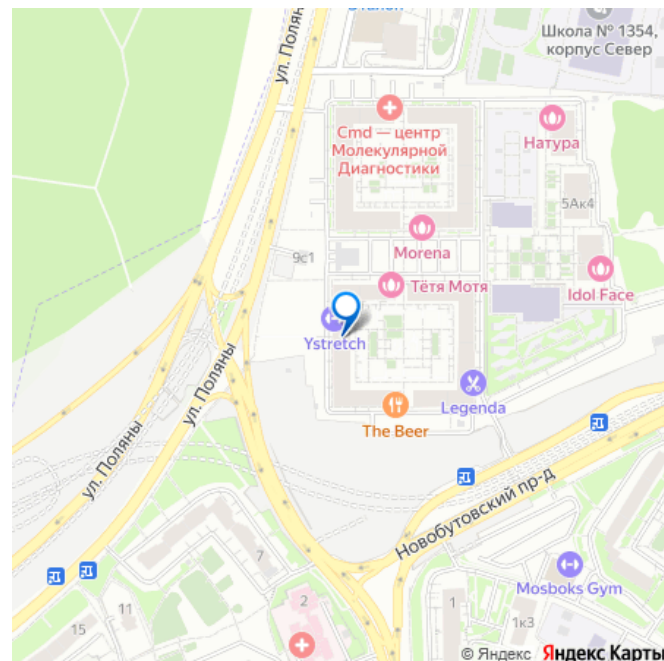 Эталон
Школа № 1354,
корпус Север
ул. Поляны
Cmd — центр
Молекулярной
Диагностики
Натура
5Ак4
Morena
9с1
Тётя Мотя
Idol Face
Ystretch
Legenda
The Beer
ул. Поляны
ул. Поляны
Новобутовский пр-д
7
Mosboks Gym
2
1
11
1к3
15
© Яндекс Яндекс Карты